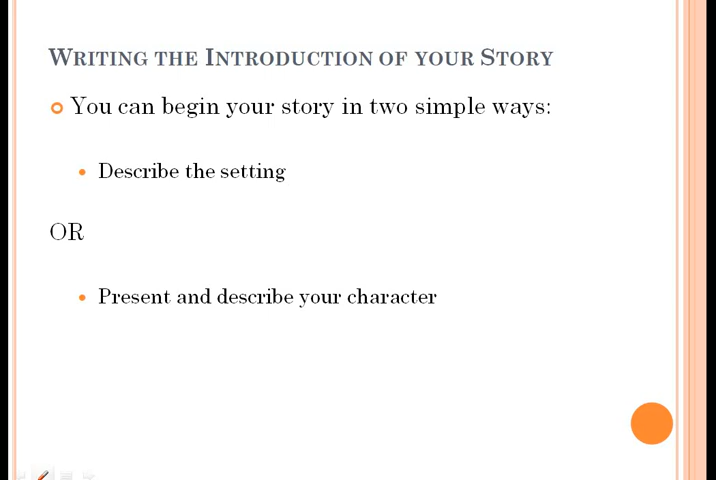 WRITING THE INTRODUCTION OF YOUR STORY
You can begin your story in two simple ways:
Describe the setting
OR
Present and describe your character